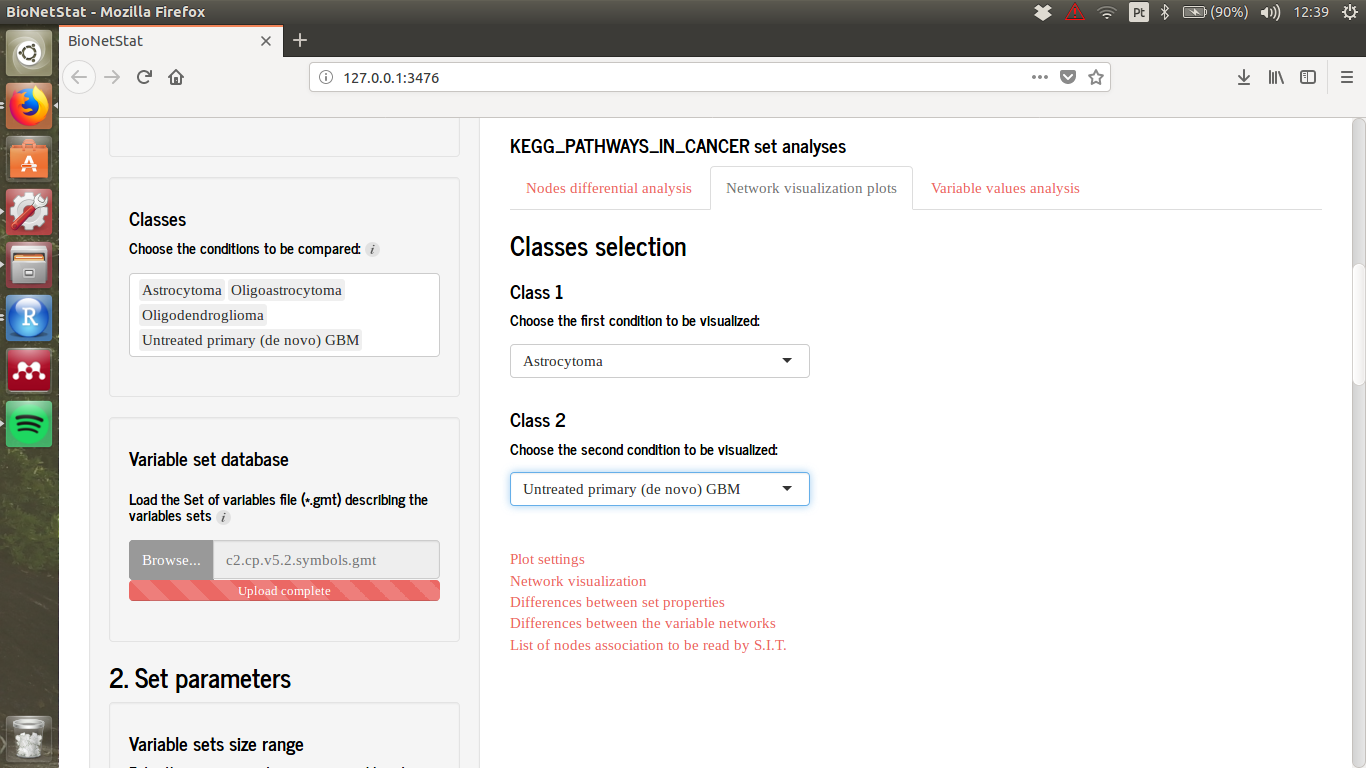 BioNetStat - Mozilla Firefox
Pt
(90%)
12:39
BioNetStat
127.0.0.1:3476
Classes
Choose the conditions to be compared: i
Astrocytoma Oligoastrocytoma
Oligodendroglioma
Untreated primary (de novo) GBM
Variable set database
Load the Set of variables file (*.gmt) describing the
variables sets i
Browse... c2.cp.v5.2.symbols.gmt
Upload complete
2. Set parameters
Variable sets size range
KEGG_PATHWAYS_IN_CANCER set analyses
Nodes differential analysis Network visualization plots Variable values analysis
Classes selection
Class 1
Choose the first condition to be visualized:
Astrocytoma
Class 2
Choose the second condition to be visualized:
Untreated primary (de novo) GBM
Plot settings
Network visualization
Differences between set properties
Differences between the variable networks
List of nodes association to be read by S.I.T.